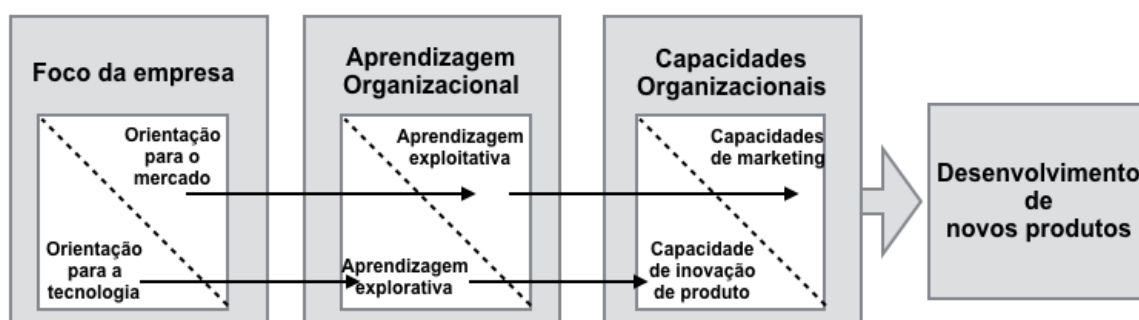 Foco da empresa
Orientação
para o
mercado
Orientação
para a
tecnologia
Aprendizagem
Organizacional
Aprendizagem
exploitativa
Aprendizagem
explorativa
Capacidades
Organizacionais
Capacidades
de marketing
Capacidade
de inovação
de produto
Desenvolvimento
de
novos produtos